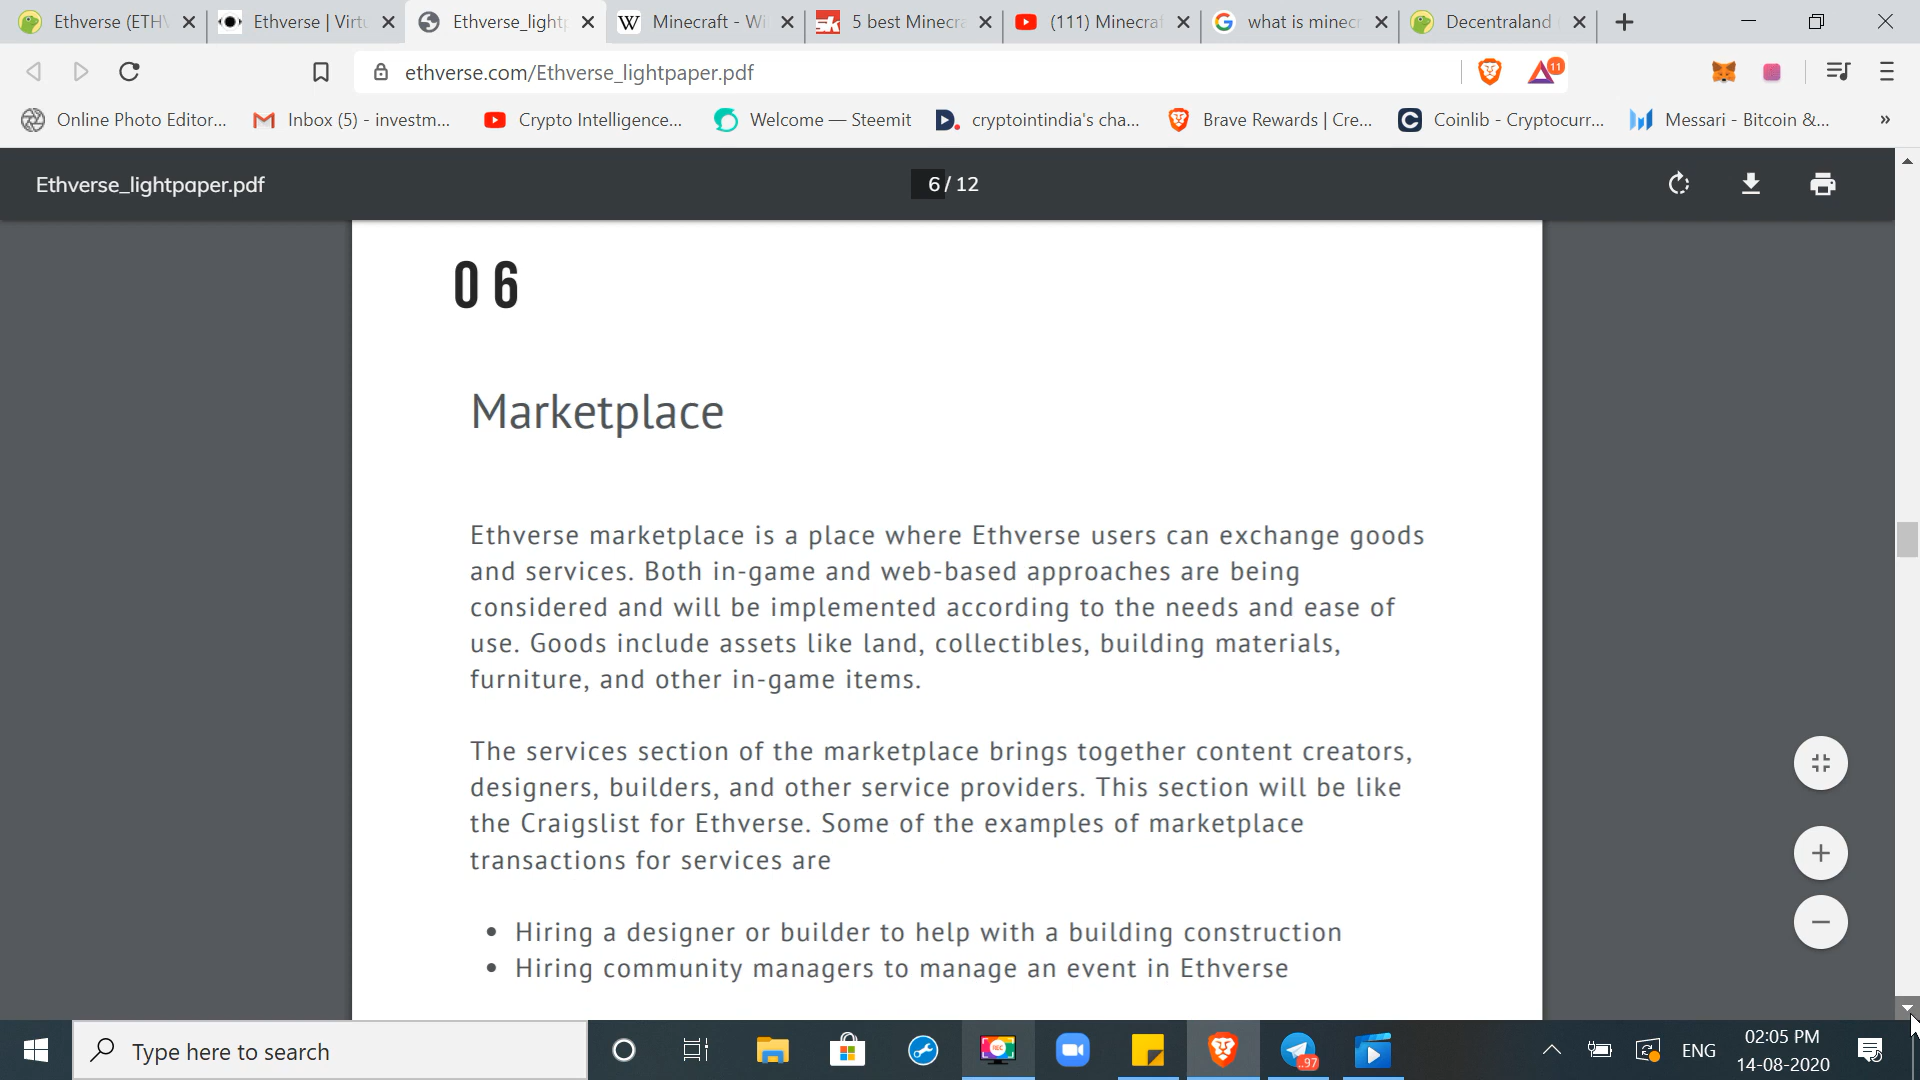 Ethverse (ETHV
Ethverse | Virtu
Ethverse_lightp
Minecraft - Wi
5 best Minecra
(111) Minecraf
what is minecr
Decentraland
ethverse.com/Ethverse_lightpaper.pdf
11
Online Photo Editor...
Inbox (5) - investm...
Crypto Intelligence...
Welcome — Steemit
cryptointindia's cha...
Brave Rewards | Cre...
Coinlib - Cryptocurr...
Messari - Bitcoin &...
»
Ethverse_lightpaper.pdf
6 / 12
06
Marketplace
Ethverse marketplace is a place where Ethverse users can exchange goods
and services. Both in-game and web-based approaches are being
considered and will be implemented according to the needs and ease of
use. Goods include assets like land, collectibles, building materials,
furniture, and other in-game items.
The services section of the marketplace brings together content creators,
designers, builders, and other service providers. This section will be like
the Craigslist for Ethverse. Some of the examples of marketplace
transactions for services are
• Hiring a designer or builder to help with a building construction
• Hiring community managers to manage an event in Ethverse
Type here to search
REC
..97
ENG
02:05 PM
14-08-2020